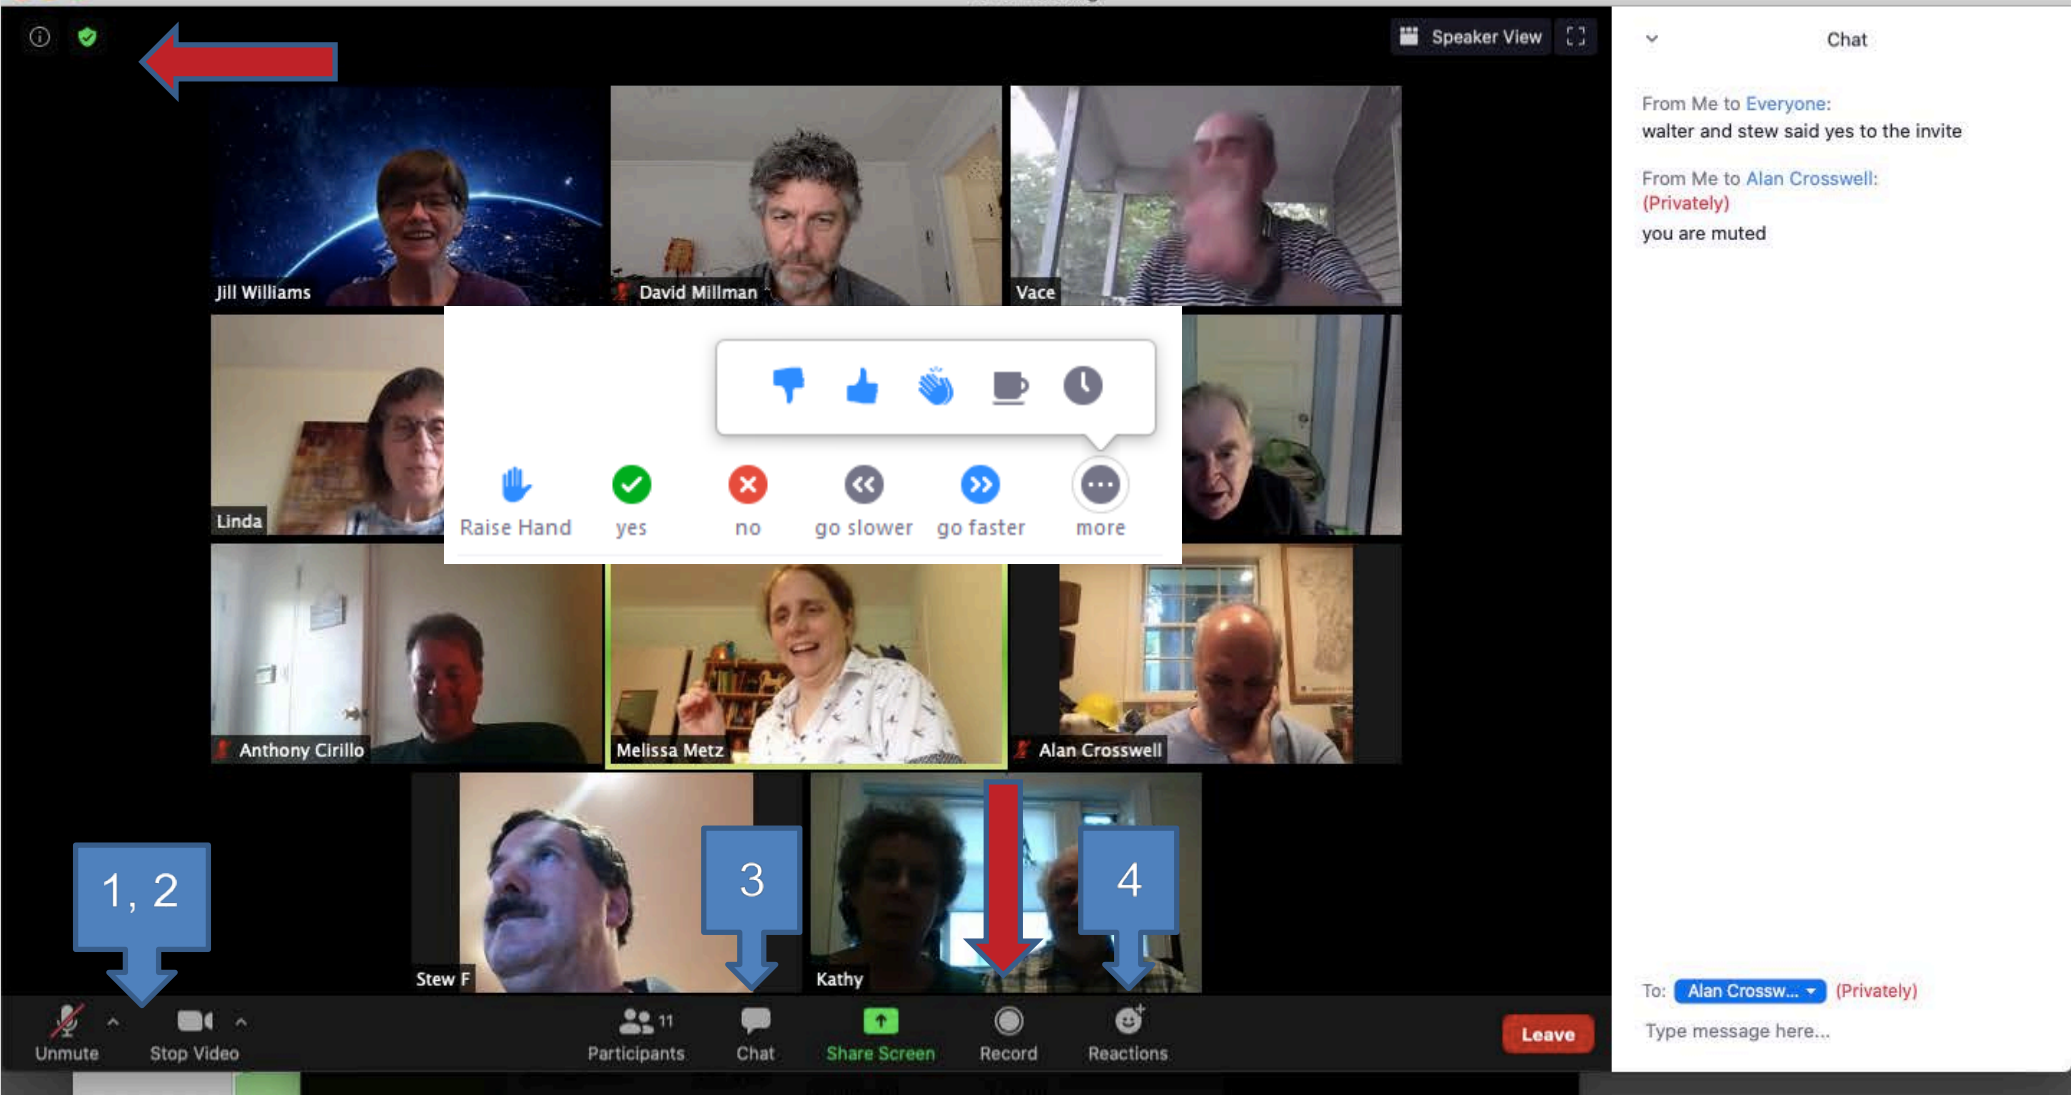 Speaker View
Chat
From Me to Everyone:
walter and stew said yes to the invite
From Me to Alan Crosswell:
(Privately)
you are muted
Jill Williams
David Millman
Vace
Linda
Raise Hand
yes
no
go slower
go faster
more
Anthony Cirillo
Melissa Metz
Alan Crosswell
1, 2
3
4
Stew F
Kathy
To: Alan Crossw... (Privately)
Type message here...
Unmute
Stop Video
11
Participants
Chat
Share Screen
Record
Reactions
Leave